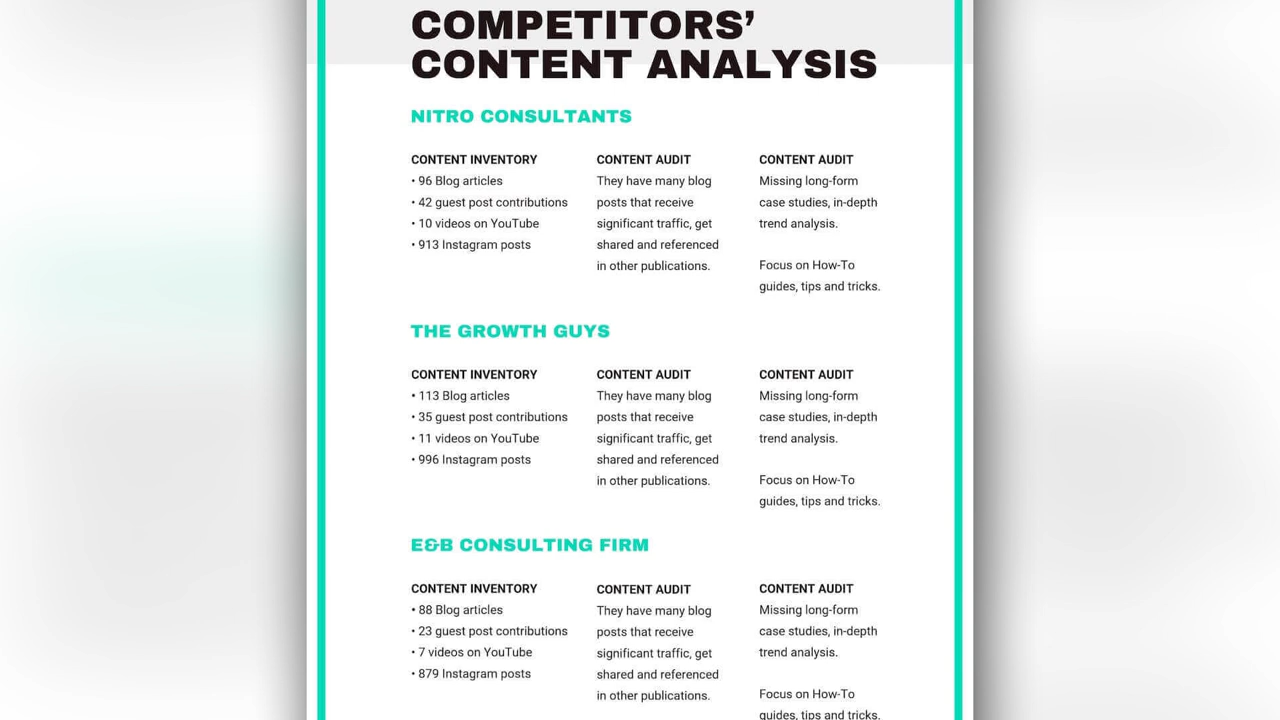 COMPETITORS’
CONTENT ANALYSIS
NITRO CONSULTANTS
CONTENT INVENTORY
• 96 Blog articles
• 42 guest post contributions
• 10 videos on YouTube
• 913 Instagram posts
CONTENT AUDIT
They have many blog
posts that receive
significant traffic, get
shared and referenced
in other publications.
CONTENT AUDIT
Missing long-form
case studies, in-depth
trend analysis.
Focus on How-To
guides, tips and tricks.
THE GROWTH GUYS
CONTENT INVENTORY
• 113 Blog articles
• 35 guest post contributions
• 11 videos on YouTube
• 996 Instagram posts
CONTENT AUDIT
They have many blog
posts that receive
significant traffic, get
shared and referenced
in other publications.
CONTENT AUDIT
Missing long-form
case studies, in-depth
trend analysis.
Focus on How-To
guides, tips and tricks.
E&B CONSULTING FIRM
CONTENT INVENTORY
• 88 Blog articles
• 23 guest post contributions
• 7 videos on YouTube
• 879 Instagram posts
CONTENT AUDIT
They have many blog
posts that receive
significant traffic, get
shared and referenced
in other publications.
CONTENT AUDIT
Missing long-form
case studies, in-depth
trend analysis.
Focus on How-To
guides, tips and tricks.